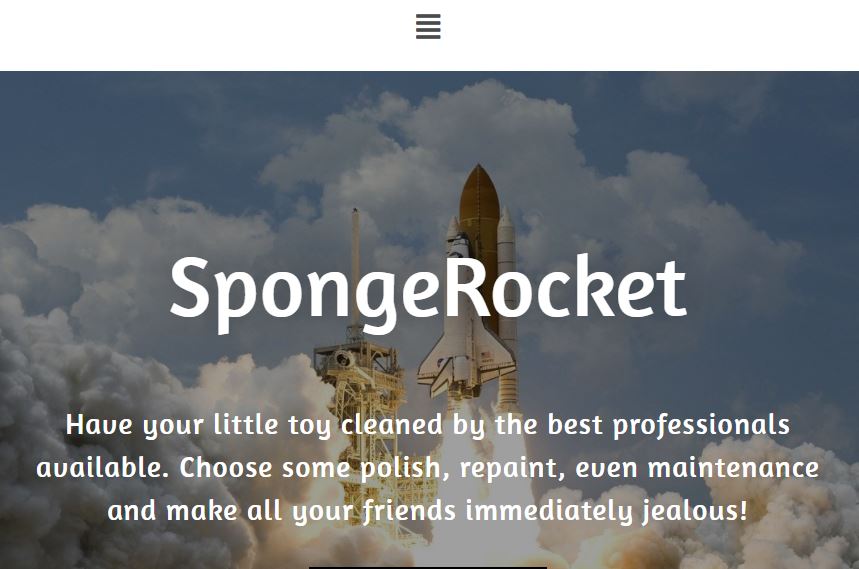 SpongeRocket
Have your little toy cleaned by the best professionals
available. Choose some polish, repaint, even maintenance
and make all your friends immediately jealous!